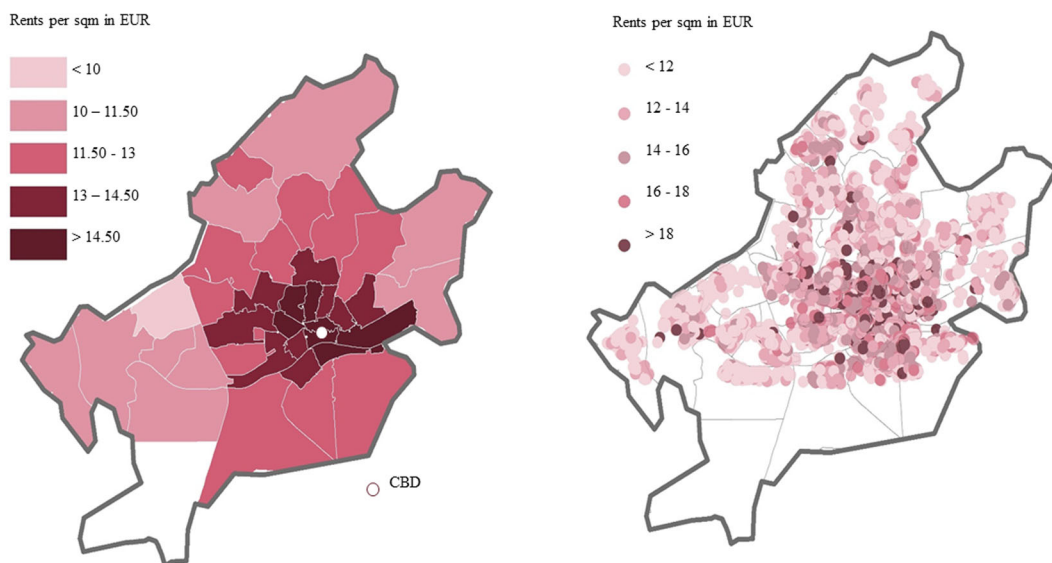 Rents per sqm in EUR
< 10
10 – 11.50
11.50 - 13
13 – 14.50
> 14.50
CBD
Rents per sqm in EUR
< 12
12 - 14
14 - 16
16 - 18
> 18